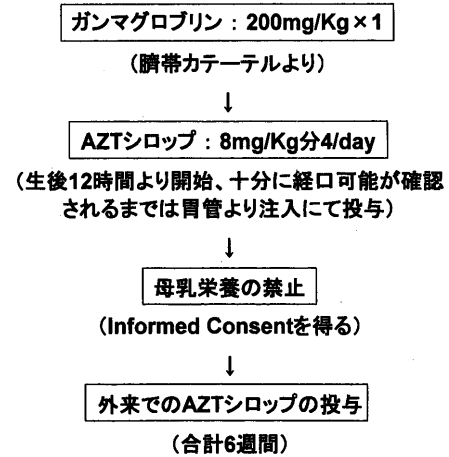 ガンマグロブリン：200mg/Kg×1
（臍帯カテーテルより）
↓
AZTシロップ：8mg/Kg分4/day
（生後12時間より開始、十分に経口可能が確認
されるまでは胃管より注入にて投与）
↓
母乳栄養の禁止
（Informed Consentを得る）
↓
外来でのAZTシロップの投与
（合計6週間）